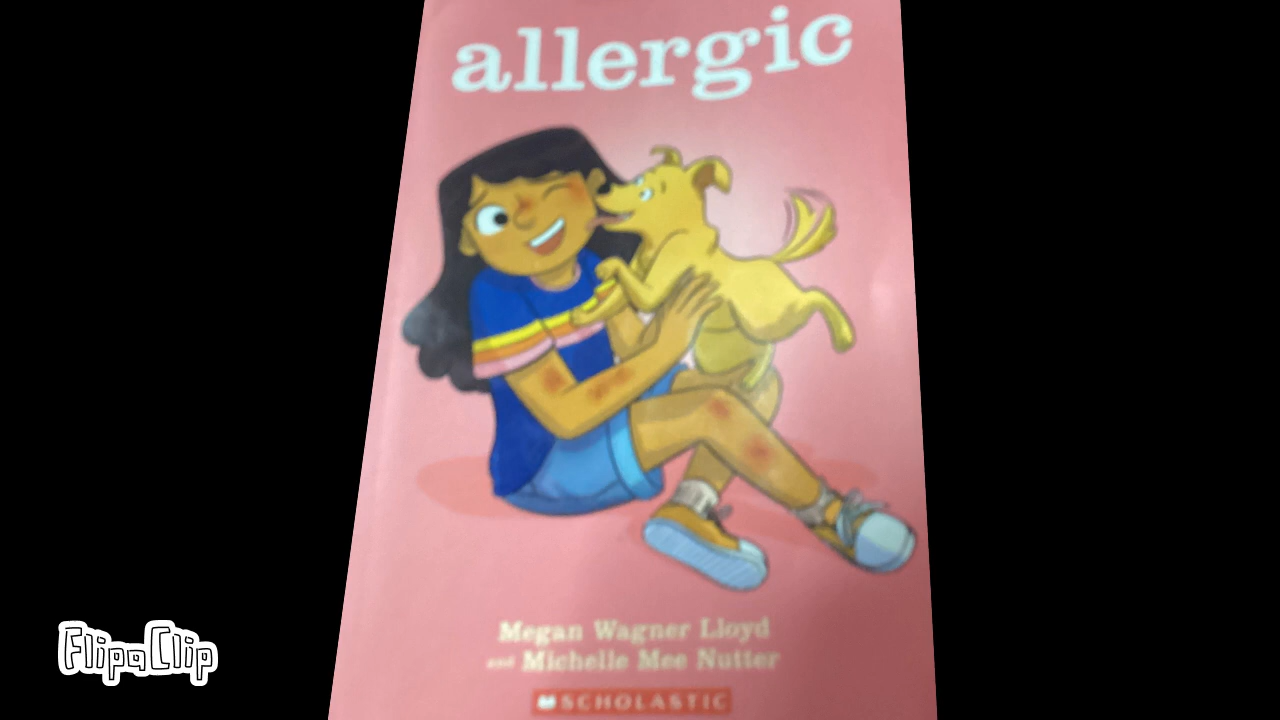 allergic
Megan Wagner Lloyd
and Michelle Mee Nutter
SCHOLASTIC
FlipaClip